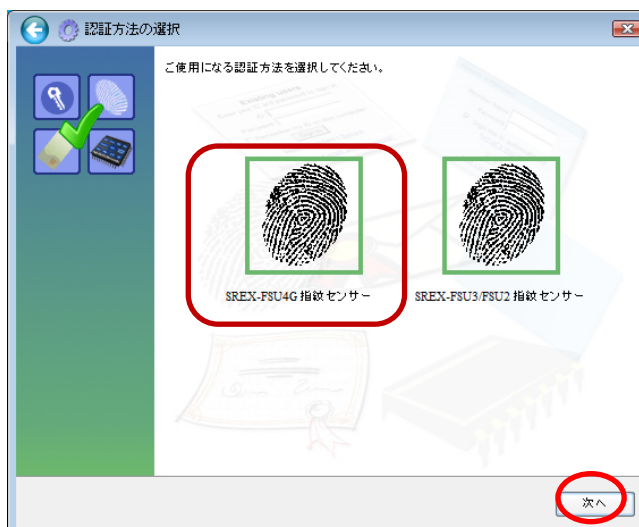 認証方法の選択
ご使用になる認証方法を選択してください。
SREX-FSU4G 指紋センサー
SREX-FSU3/FSU2 指紋センサー
次へ